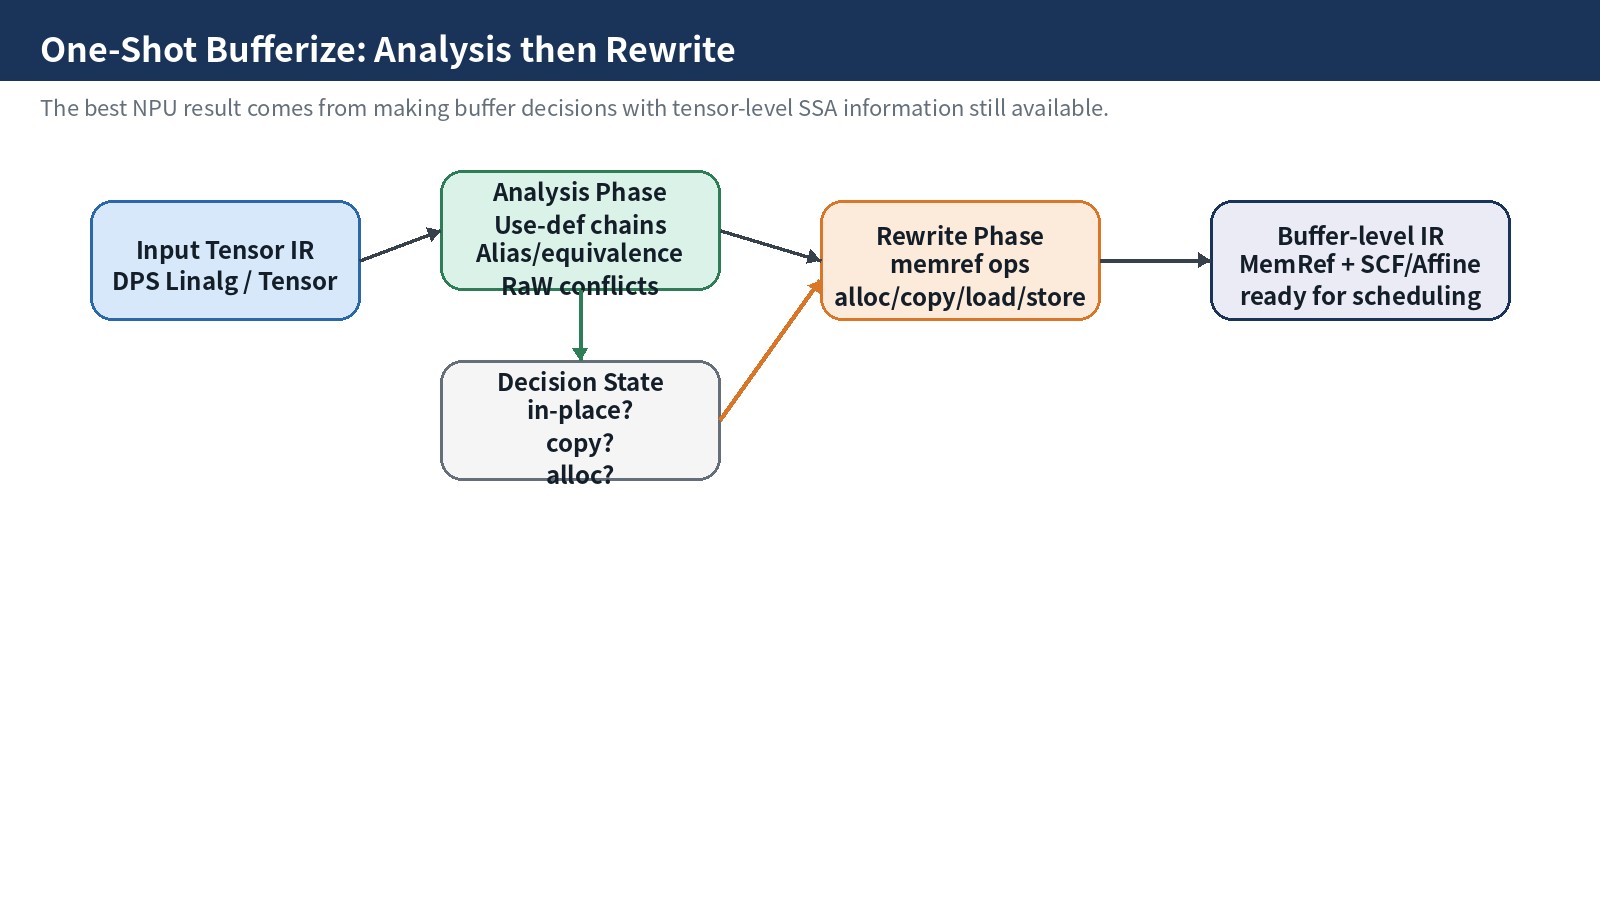 One-Shot Bufferize: Analysis then Rewrite
The best NPU result comes from making buffer decisions with tensor-level SSA information still available.
Input Tensor IR
DPS Linalg / Tensor
Analysis Phase
Use-def chains
Alias/equivalence
RaW conflicts
Decision State
in-place?
copy?
alloc?
Rewrite Phase
memref ops
alloc/copy/load/store
Buffer-level IR
MemRef + SCF/Affine
ready for scheduling